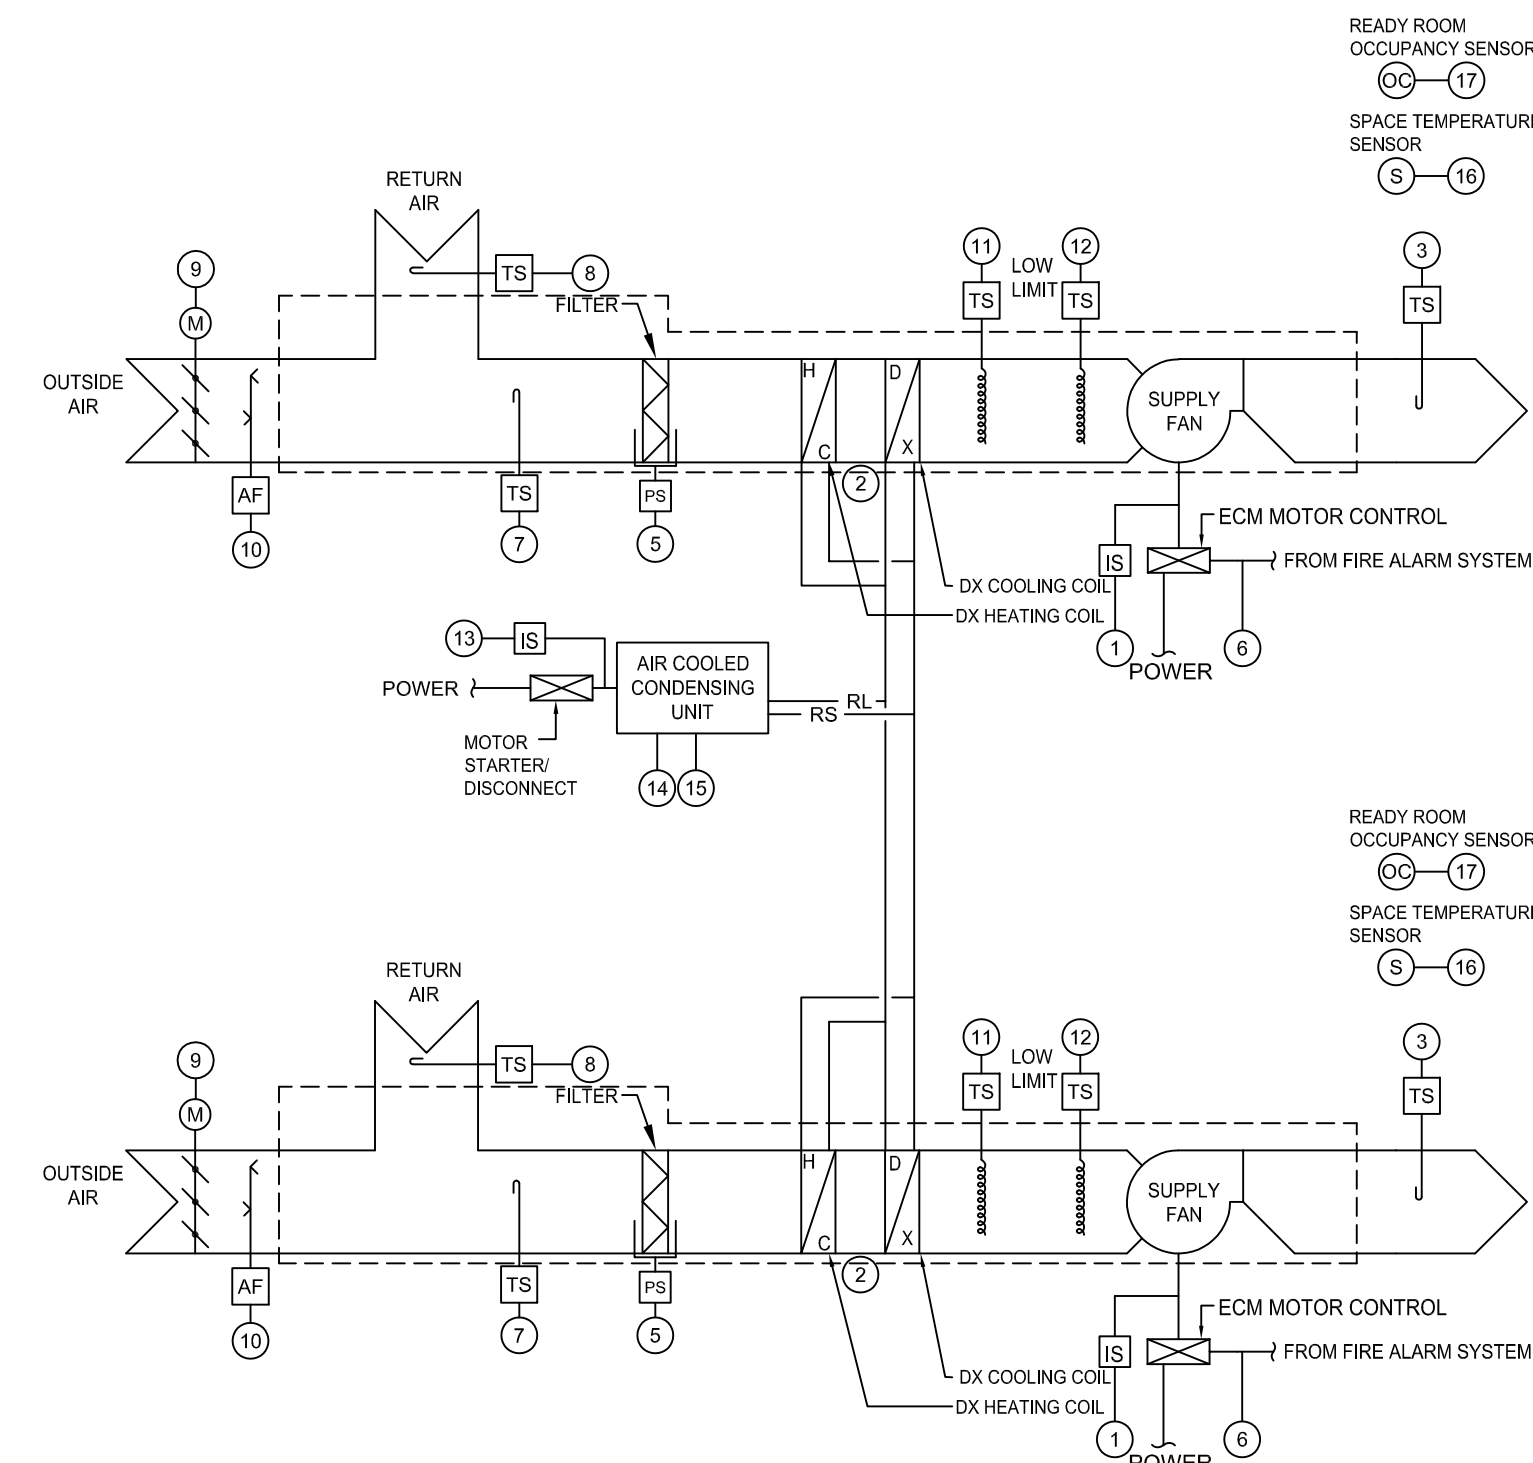 READY ROOM
OCCUPANCY SENSOR
OC 17
SPACE TEMPERATURE
SENSOR
S 16
RETURN
AIR
TS 8
9
M
11
LOW
LIMIT
12
3
TS
TS
TS
FILTER
OUTSIDE
AIR
H
C
D
X
SUPPLY
FAN
AF
10
TS
7
PS
5
2
ECM MOTOR CONTROL
IS
FROM FIRE ALARM SYSTEM
DX COOLING COIL
DX HEATING COIL
1
POWER
6
13 IS
POWER
AIR COOLED
CONDENSING
UNIT
RL
RS
MOTOR
STARTER/
DISCONNECT
14 15
READY ROOM
OCCUPANCY SENSOR
OC 17
SPACE TEMPERATURE
SENSOR
S 16
RETURN
AIR
TS 8
9
M
11
LOW
LIMIT
12
3
TS
TS
TS
FILTER
OUTSIDE
AIR
H
C
D
X
SUPPLY
FAN
AF
10
TS
7
PS
5
2
ECM MOTOR CONTROL
IS
FROM FIRE ALARM SYSTEM
DX COOLING COIL
DX HEATING COIL
1
POWER
6